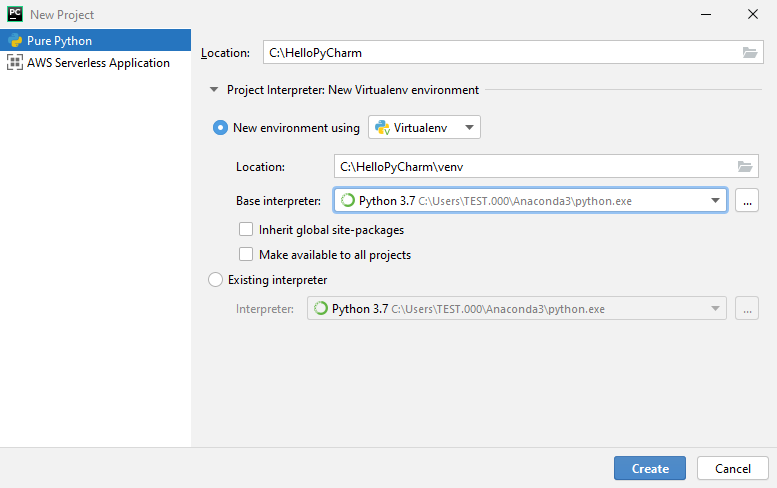 PC New Project
Pure Python
AWS Serverless Application
Location: C:\HelloPyCharm
Project Interpreter: New Virtualenv environment
New environment using Virtualenv
Location: C:\HelloPyCharm\venv
Base interpreter: Python 3.7 C:\Users\TEST.000\Anaconda3\python.exe ...
Inherit global site-packages
Make available to all projects
Existing interpreter
Interpreter: Python 3.7 C:\Users\TEST.000\Anaconda3\python.exe ...
Create Cancel